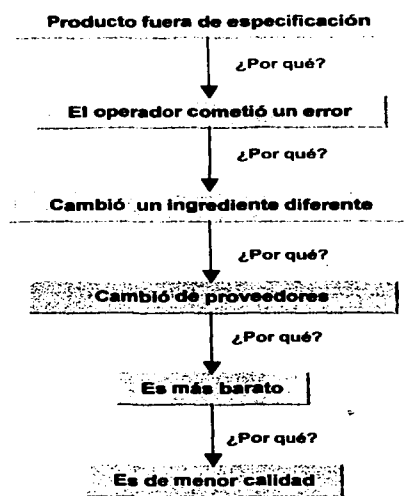 Producto fuera de especificación
¿Por qué?
El operador cometió un error
¿Por qué?
Cambió un ingrediente diferente
¿Por qué?
Cambió de proveedores
¿Por qué?
Es más barato
¿Por qué?
Es de menor calidad